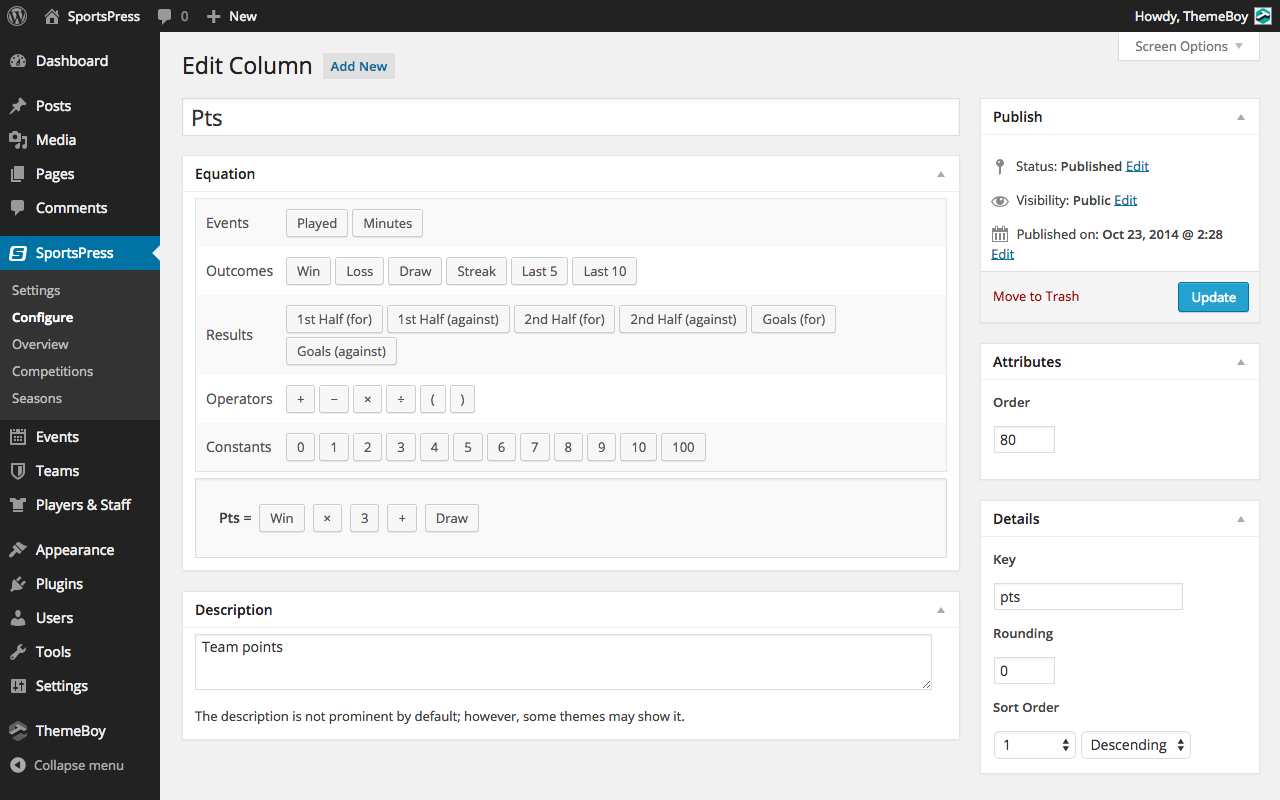 SportsPress 0 New Howdy, ThemeBoy
Dashboard
Posts
Media
Pages
Comments
SportsPress
Settings
Configure
Overview
Competitions
Seasons
Events
Teams
Players & Staff
Appearance
Plugins
Users
Tools
Settings
ThemeBoy
Collapse menu
Screen Options
Edit Column Add New
Pts
Equation
Events Played Minutes
Outcomes Win Loss Draw Streak Last 5 Last 10
Results 1st Half (for) 1st Half (against) 2nd Half (for) 2nd Half (against) Goals (for)
Goals (against)
Operators + − × ÷ ( )
Constants 0 1 2 3 4 5 6 7 8 9 10 100
Pts = Win × 3 + Draw
Description
Team points
The description is not prominent by default; however, some themes may show it.
Publish
Status: Published Edit
Visibility: Public Edit
Published on: Oct 23, 2014 @ 2:28
Edit
Move to Trash Update
Attributes
Order
80
Details
Key
pts
Rounding
0
Sort Order
1 Descending